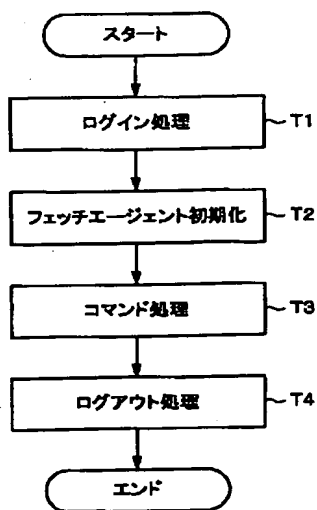 スタート
ログイン処理 T1
フェッチエージェント初期化 T2
コマンド処理 T3
ログアウト処理 T4
エンド